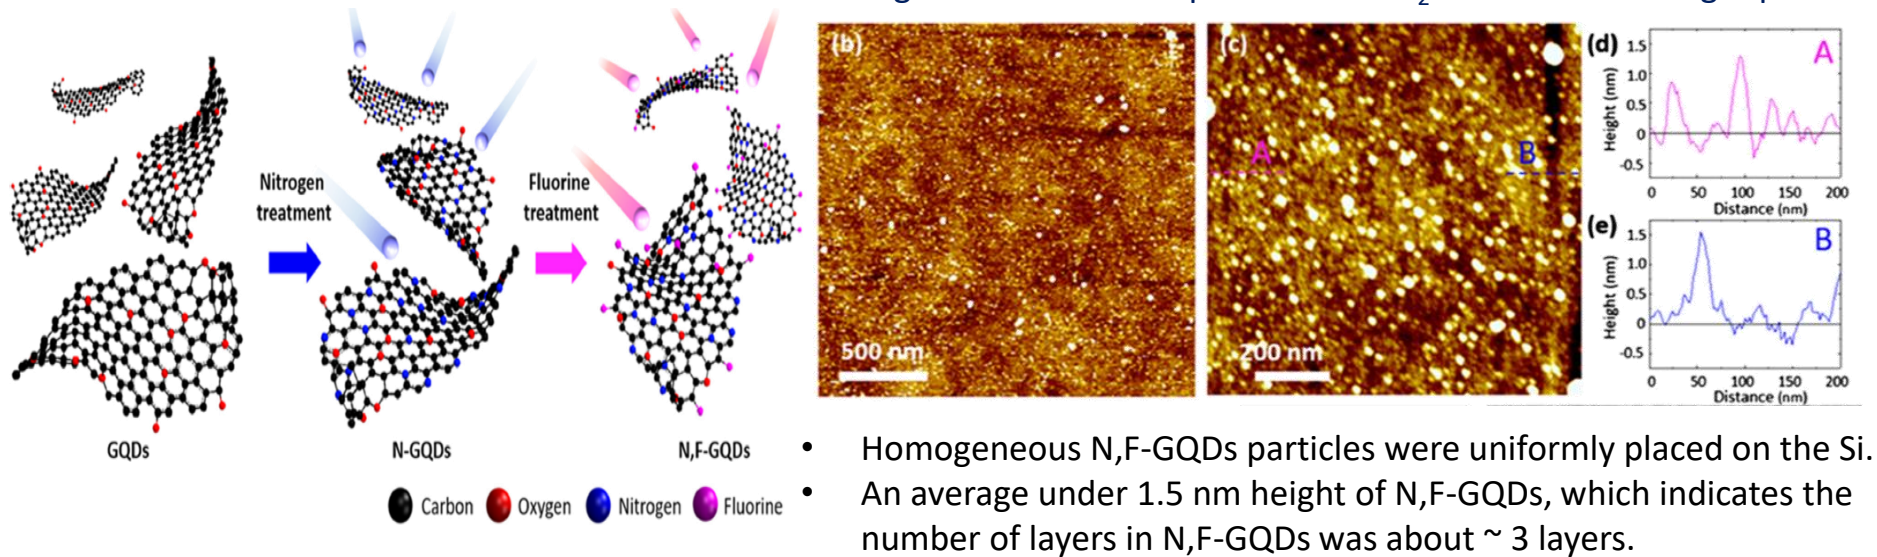 2
Nitrogen
treatment
Fluorine
treatment
GQDs
N-GQDs
N,F-GQDs
Carbon
Oxygen
Nitrogen
Fluorine
(b)
500 nm
(c)
A
B
200 nm
(d)
A
Height (nm)
1.5
1.0
0.5
0
-0.5
0 50 100 150 200
Distance (nm)
(e)
B
Height (nm)
1.5
1.0
0.5
0
-0.5
0 50 100 150 200
Distance (nm)
• Homogeneous N,F-GQDs particles were uniformly placed on the Si.
• An average under 1.5 nm height of N,F-GQDs, which indicates the
number of layers in N,F-GQDs was about ~ 3 layers.